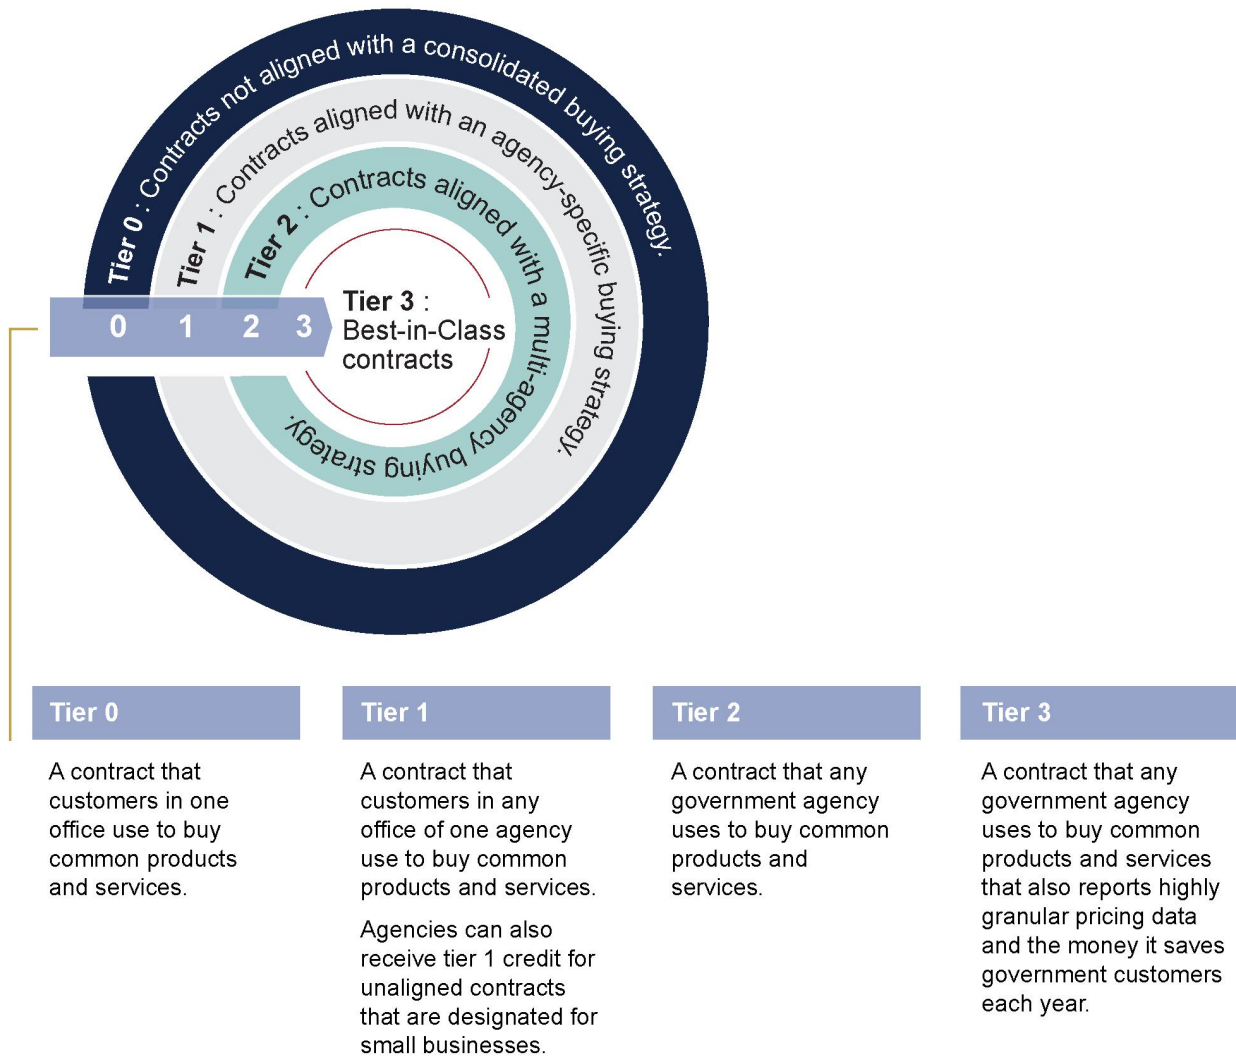 Tier 0 : Contracts not aligned with a consolidated buying strategy.
Tier 1 : Contracts aligned with an agency-specific buying strategy.
Tier 2 : Contracts aligned with a multi-agency buying strategy.
0 1 2 3
Tier 3 :
Best-in-Class
contracts
Tier 0
A contract that
customers in one
office use to buy
common products
and services.
Tier 1
A contract that
customers in any
office of one agency
use to buy common
products and services.
Agencies can also
receive tier 1 credit for
unaligned contracts
that are designated for
small businesses.
Tier 2
A contract that any
government agency
uses to buy common
products and
services.
Tier 3
A contract that any
government agency
uses to buy common
products and services
that also reports highly
granular pricing data
and the money it saves
government customers
each year.